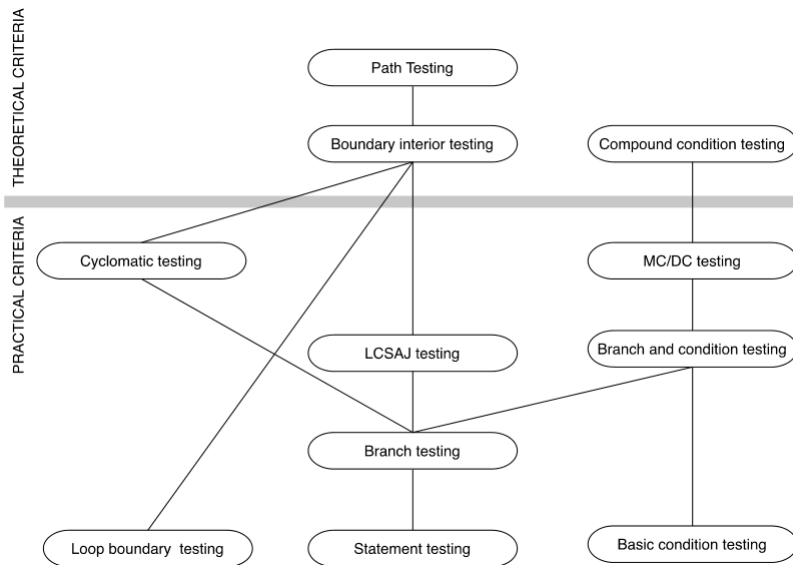 THEORETICAL CRITERIA
Path Testing
Boundary interior testing
Compound condition testing
PRACTICAL CRITERIA
Cyclomatic testing
MC/DC testing
LCSAJ testing
Branch and condition testing
Branch testing
Loop boundary testing
Statement testing
Basic condition testing